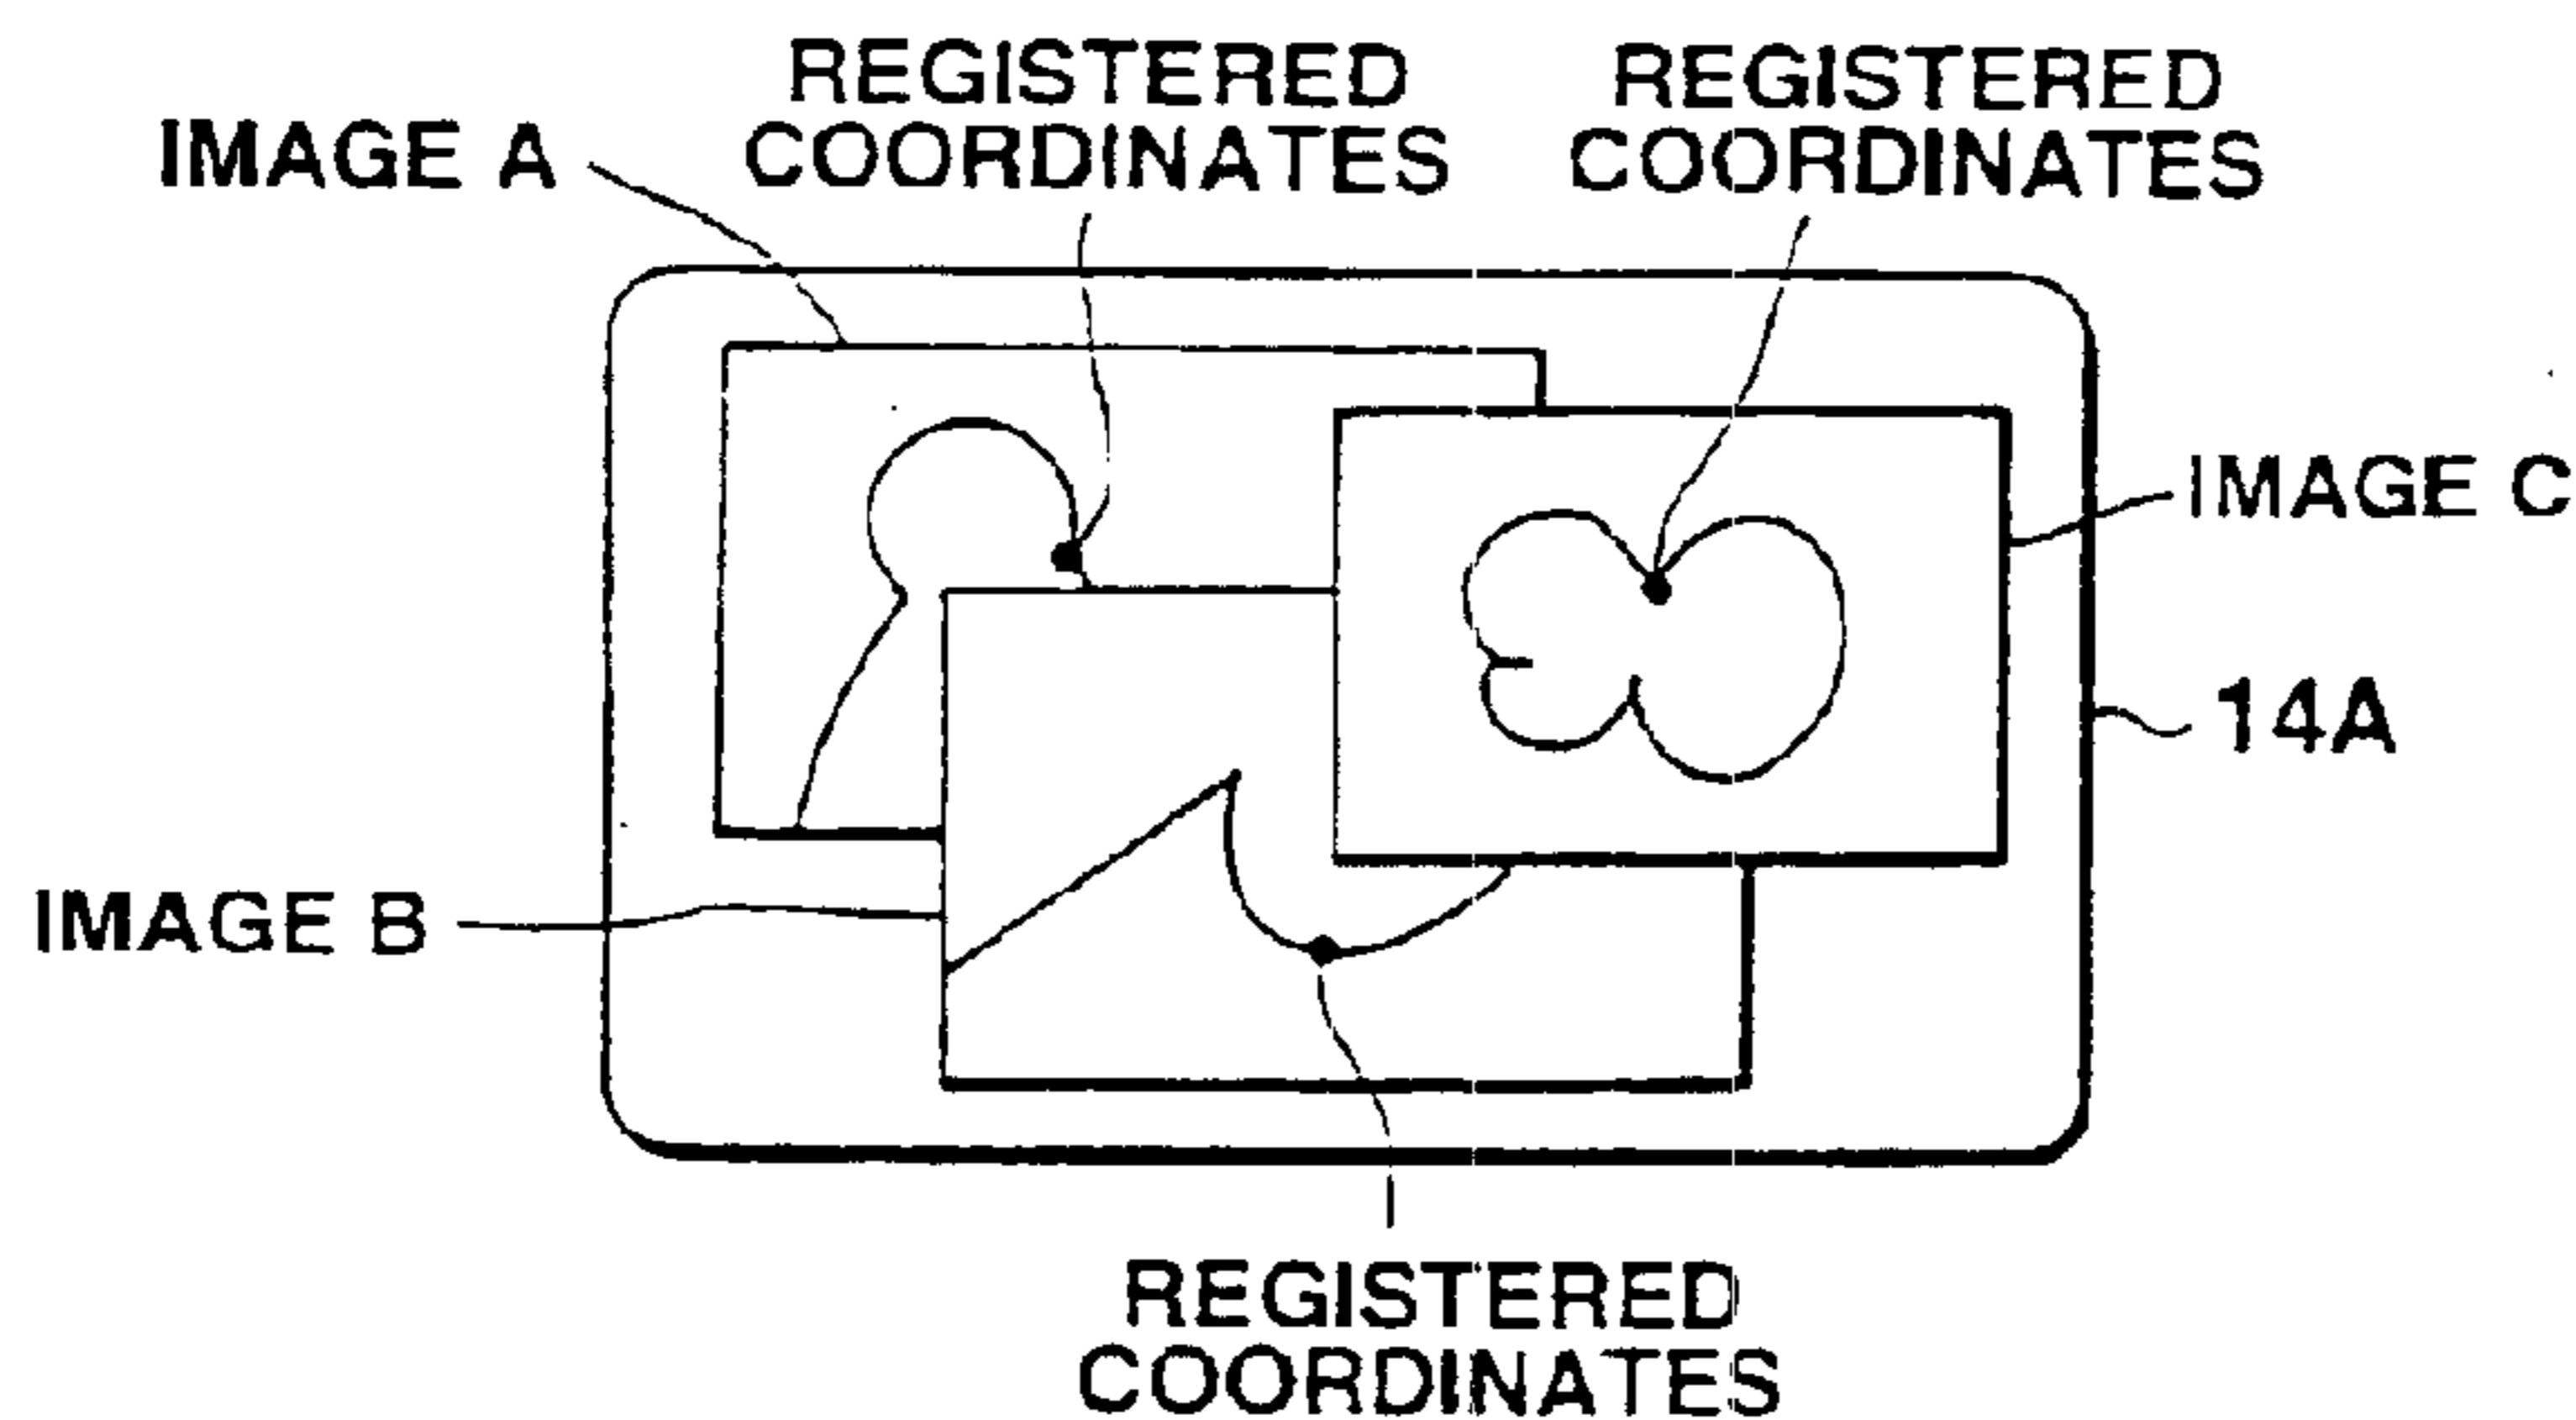 REGISTERED
COORDINATES
REGISTERED
COORDINATES
IMAGE A
IMAGE C
14A
IMAGE B
REGISTERED
COORDINATES